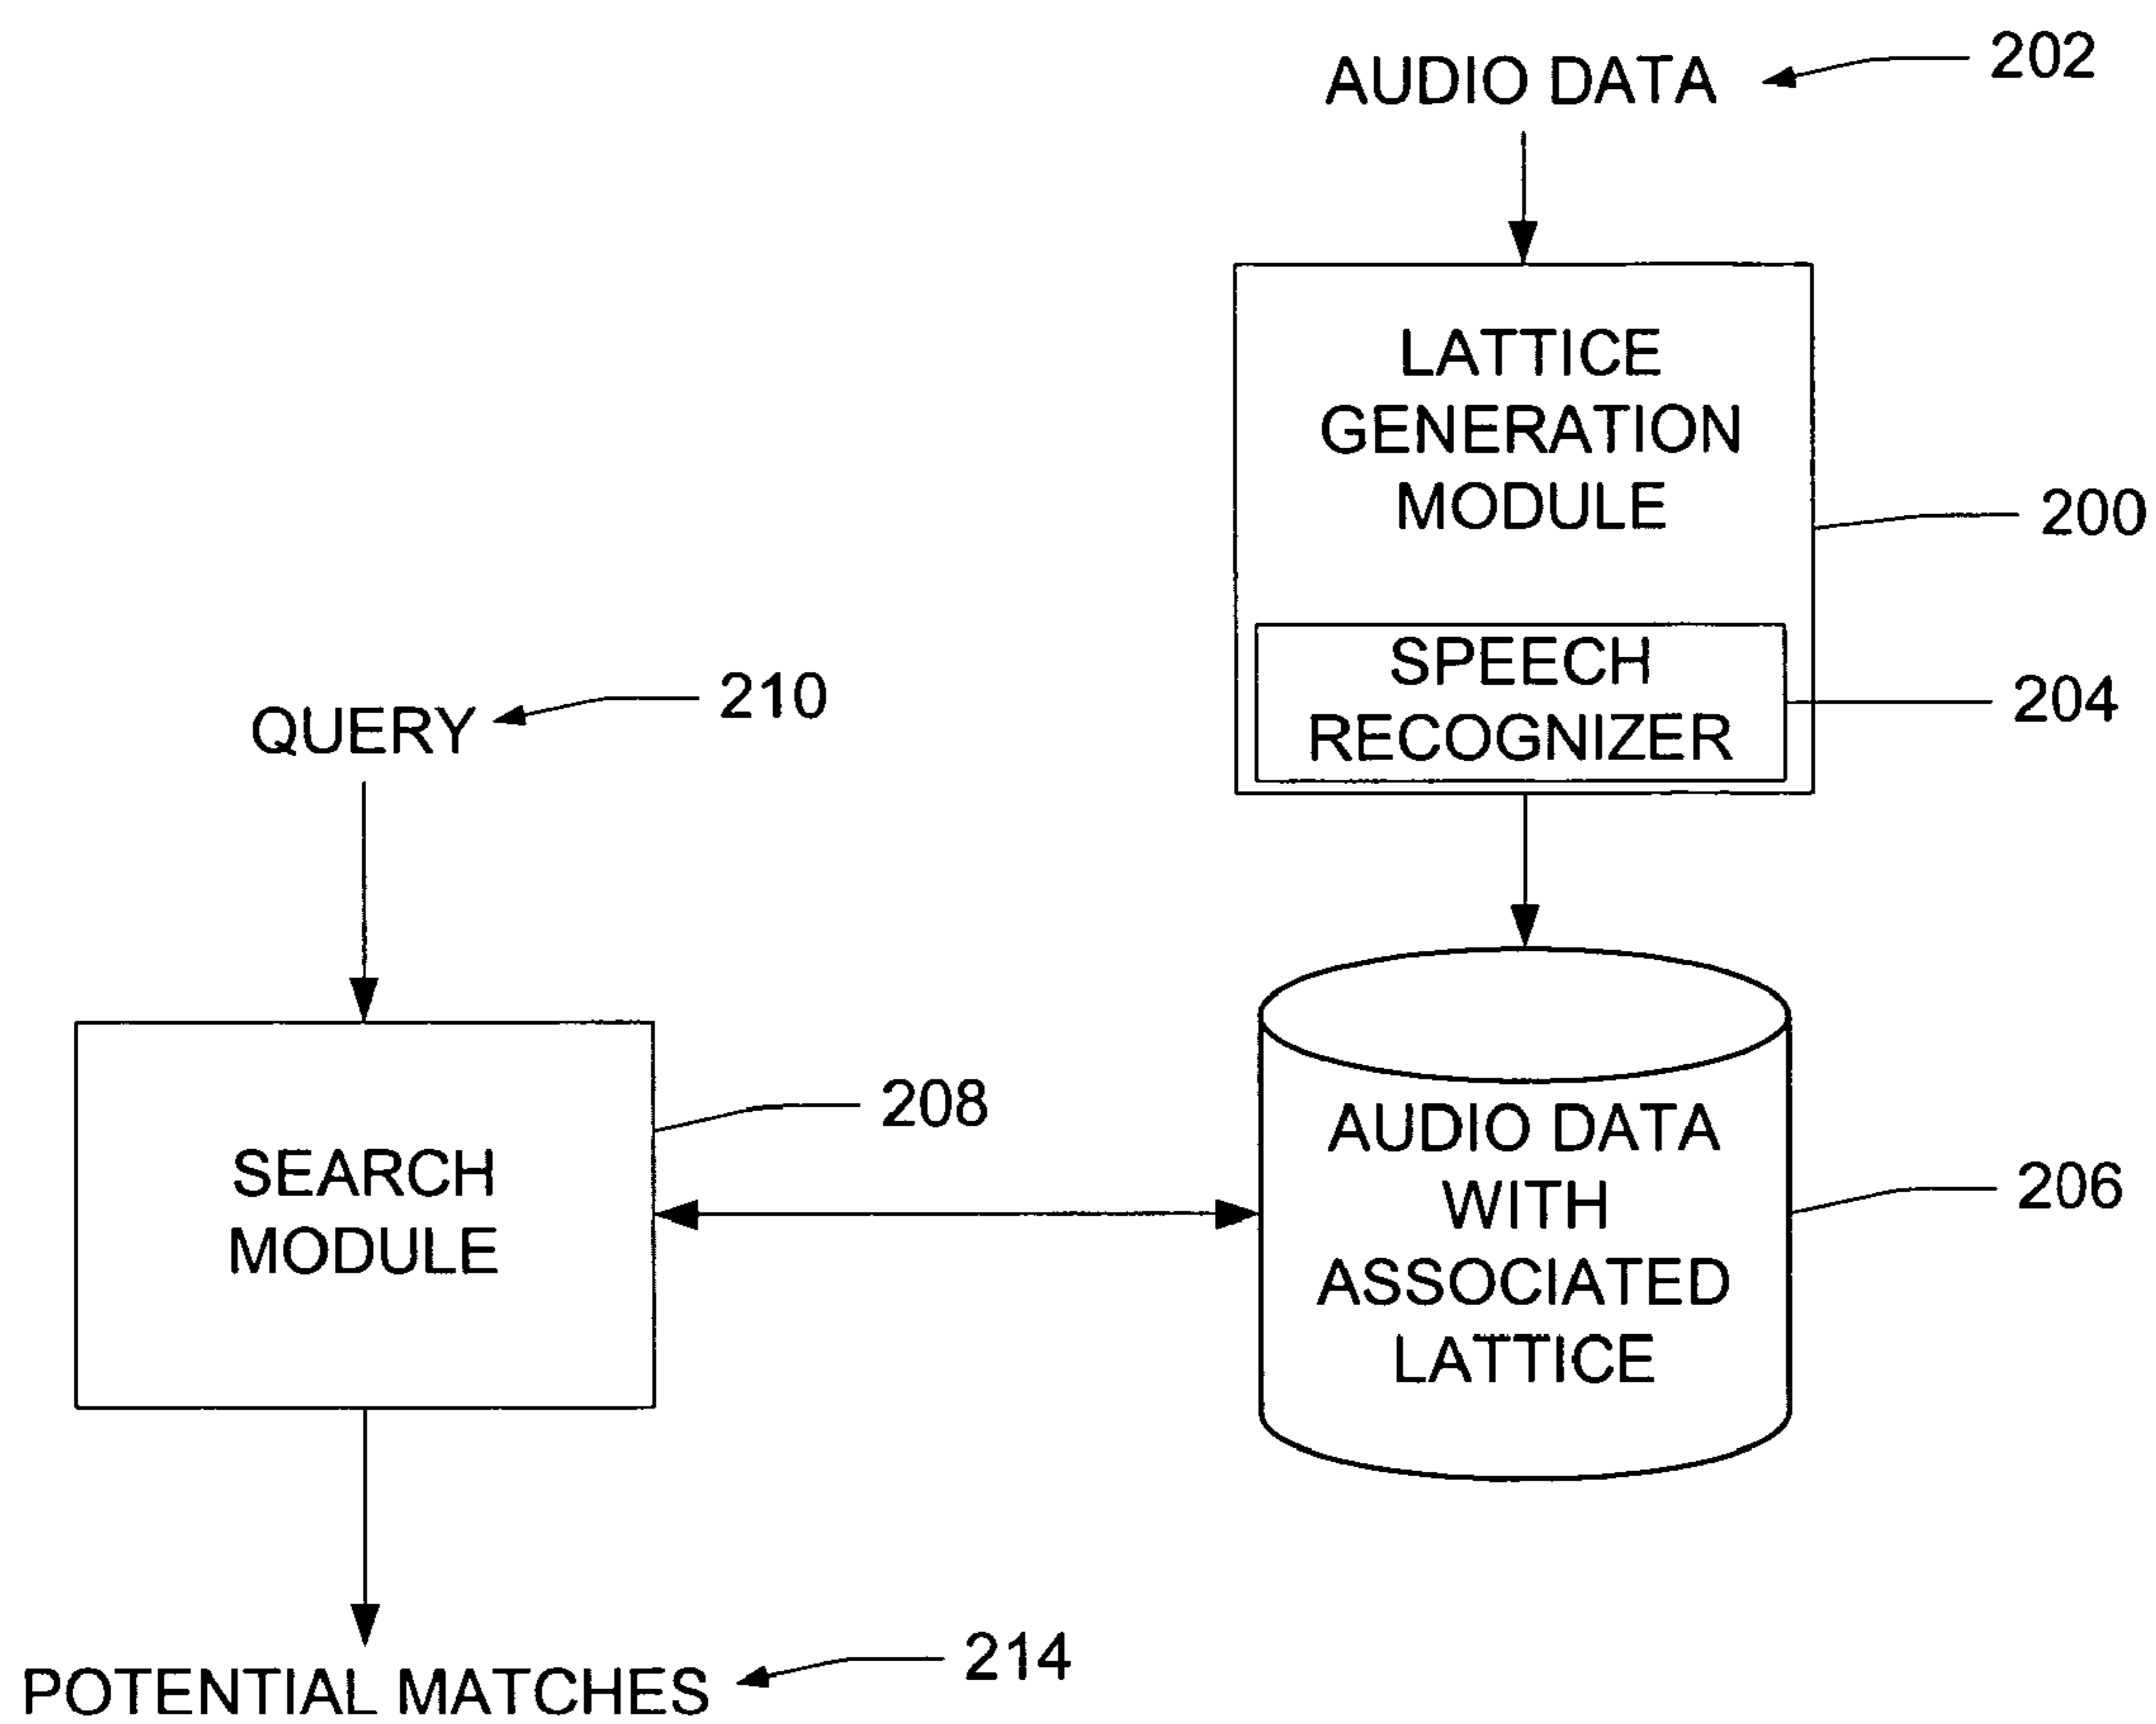 AUDIO DATA
202
LATTICE
GENERATION
MODULE
200
SPEECH
RECOGNIZER
204
QUERY
210
SEARCH
MODULE
208
AUDIO DATA
WITH
ASSOCIATED
LATTICE
206
POTENTIAL MATCHES
214